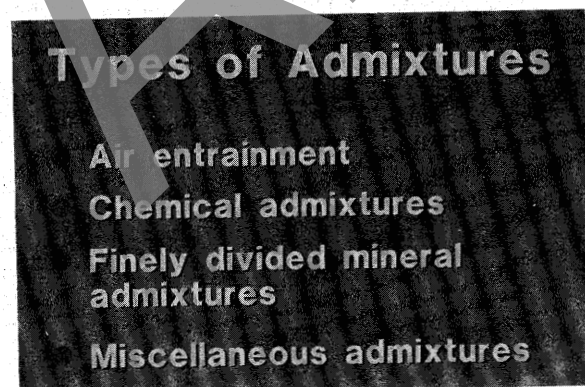 Types of Admixtures
Air entrainment
Chemical admixtures
Finely divided mineral
admixtures
Miscellaneous admixtures